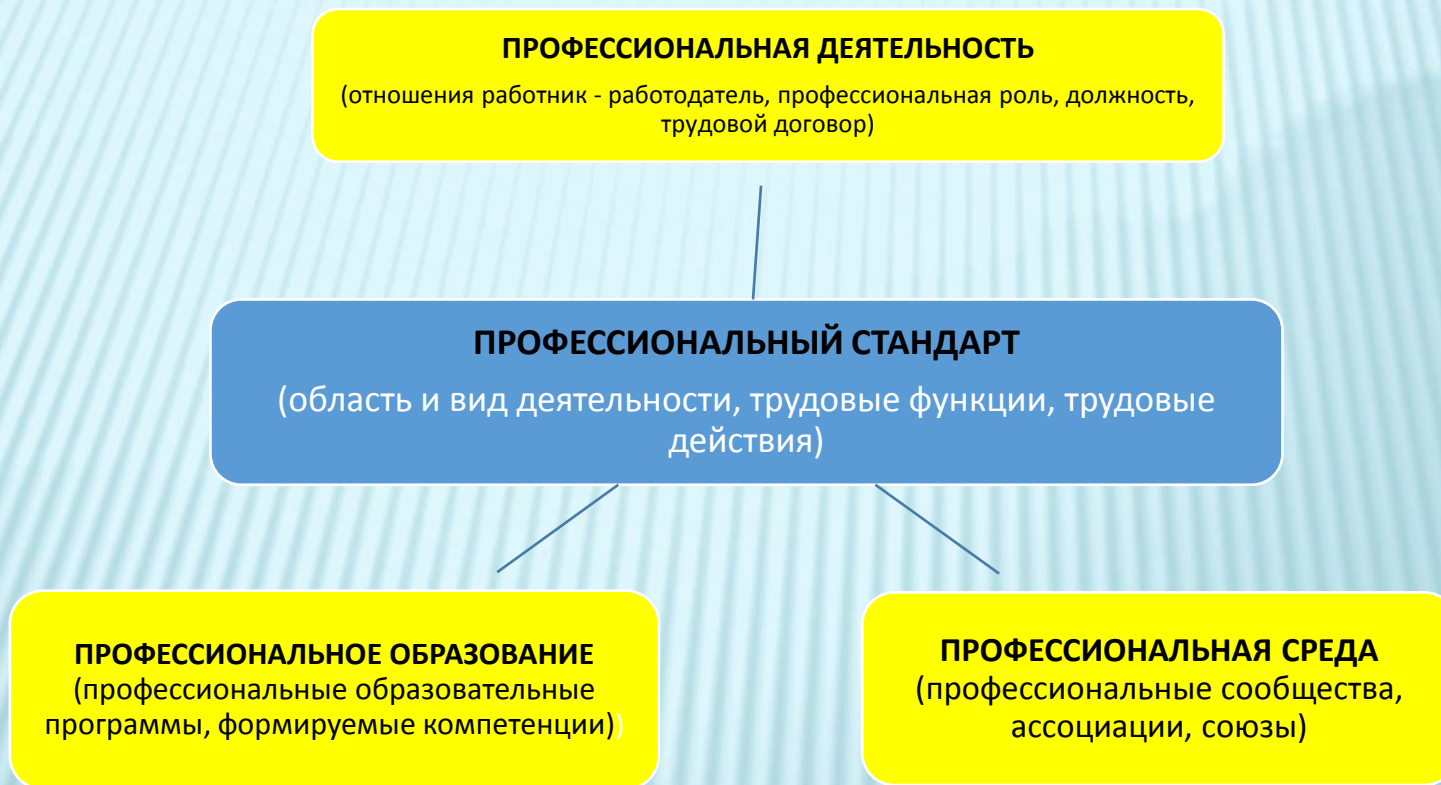 ПРОФЕССИОНАЛЬНАЯ ДЕЯТЕЛЬНОСТЬ
(отношения работник - работодатель, профессиональная роль, должность,
трудовой договор)
ПРОФЕССИОНАЛЬНЫЙ СТАНДАРТ
(область и вид деятельности, трудовые функции, трудовые
действия)
ПРОФЕССИОНАЛЬНОЕ ОБРАЗОВАНИЕ
(профессиональные образовательные
программы, формируемые компетенции))
ПРОФЕССИОНАЛЬНАЯ СРЕДА
(профессиональные сообщества,
ассоциации, союзы)